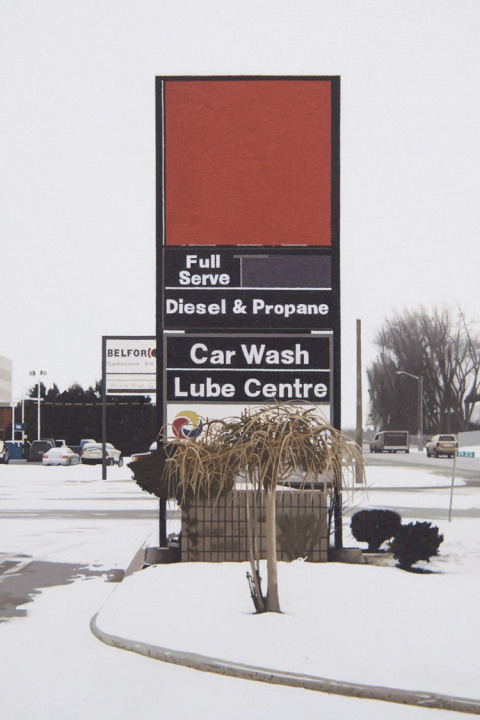 Full
Serve
Diesel & Propane
BELFOR
Car Wash
Lube Centre